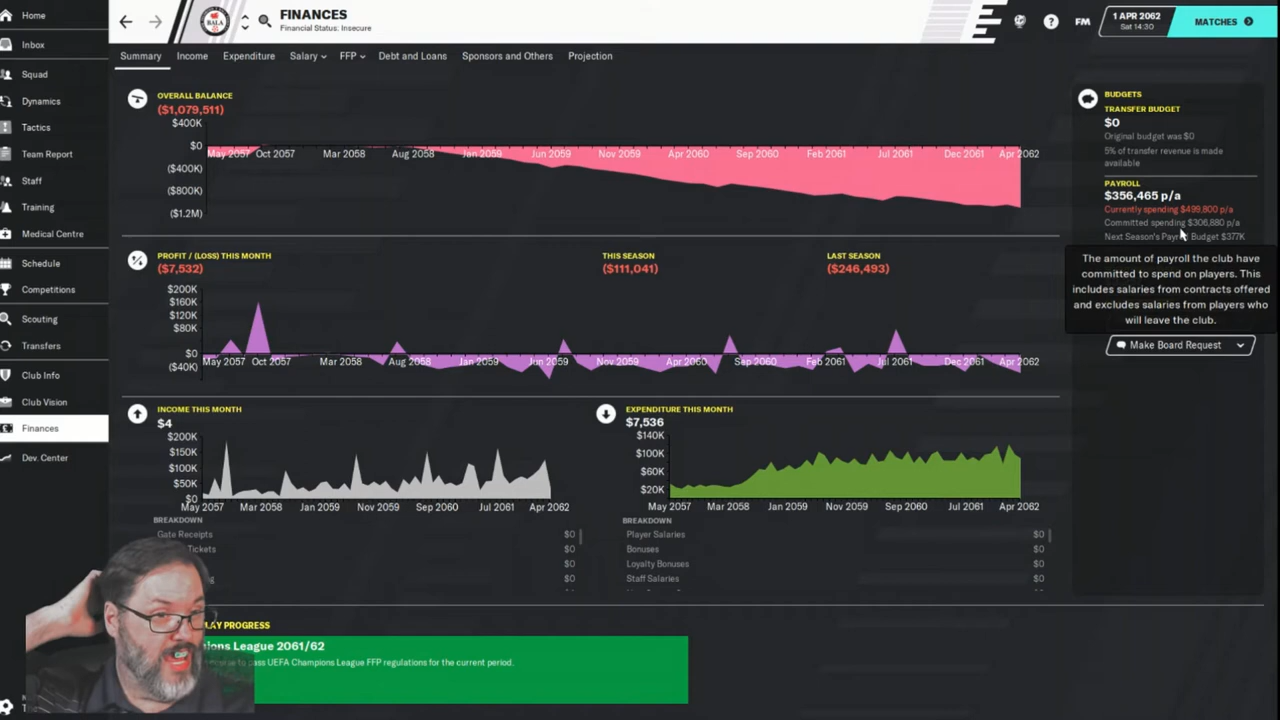 Home
Inbox
Squad
Dynamics
Tactics
Team Report
Staff
Training
Medical Centre
Schedule
Competitions
Scouting
Transfers
Club Info
Club Vision
Finances
Dev. Center
BALA
FINANCES
Financial Status: Insecure
FM
1 APR 2062
Sat 14:30
MATCHES
Summary Income Expenditure Salary FFP Debt and Loans Sponsors and Others Projection
OVERALL BALANCE
($1,079,511)
$400K
$0
($400K)
($800K)
($1.2M)
May 2057 Oct 2057 Mar 2058 Aug 2058 Jan 2059 Jun 2059 Nov 2059 Apr 2060 Sep 2060 Feb 2061 Jul 2061 Dec 2061 Apr 2062
PROFIT / (LOSS) THIS MONTH
($7,532)
THIS SEASON
($111,041)
LAST SEASON
($246,493)
$200K
$160K
$120K
$80K
$0
($40K)
May 2057 Oct 2057 Mar 2058 Aug 2058 Jan 2059 Jun 2059 Nov 2059 Apr 2060 Sep 2060 Feb 2061 Jul 2061 Dec 2061 Apr 2062
INCOME THIS MONTH
$4
$200K
$150K
$100K
$50K
$0
May 2057 Mar 2058 Jan 2059 Nov 2059 Sep 2060 Jul 2061 Apr 2062
BREAKDOWN
Gate Receipts $0
Tickets $0
$0
$0
EXPENDITURE THIS MONTH
$7,536
$140K
$100K
$60K
$20K
May 2057 Mar 2058 Jan 2059 Nov 2059 Sep 2060 Jul 2061 Apr 2062
BREAKDOWN
Player Salaries $0
Bonuses $0
Loyalty Bonuses $0
Staff Salaries $0
PROGRESS
League 2061/62
pass UEFA Champions League FFP regulations for the current period.
BUDGETS
TRANSFER BUDGET
$0
Original budget was $0
5% of transfer revenue is made
available
PAYROLL
$356,465 p/a
Currently spending $499,800 p/a
Committed spending $306,880 p/a
Next Season's Payroll Budget $377K
The amount of payroll the club have
committed to spend on players. This
includes salaries from contracts offered
and excludes salaries from players who
will leave the club.
Make Board Request